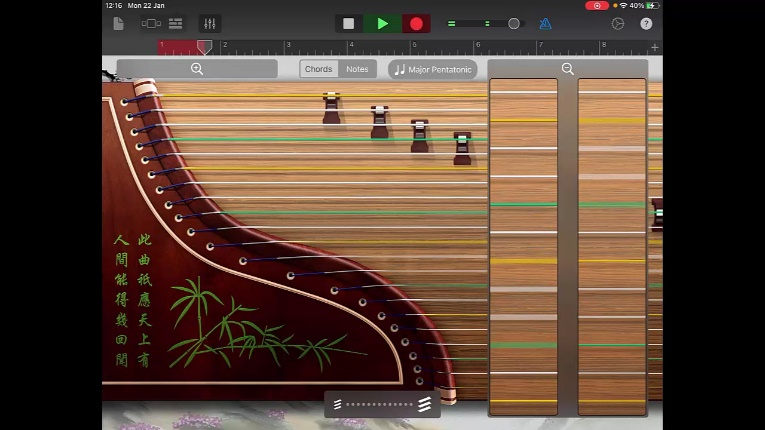 12:16 Mon 22 Jan
40%
1 2 3 4 5 6 7 8
Chords Notes
Major Pentatonic
此曲祇應天上有
人間能得幾回聞